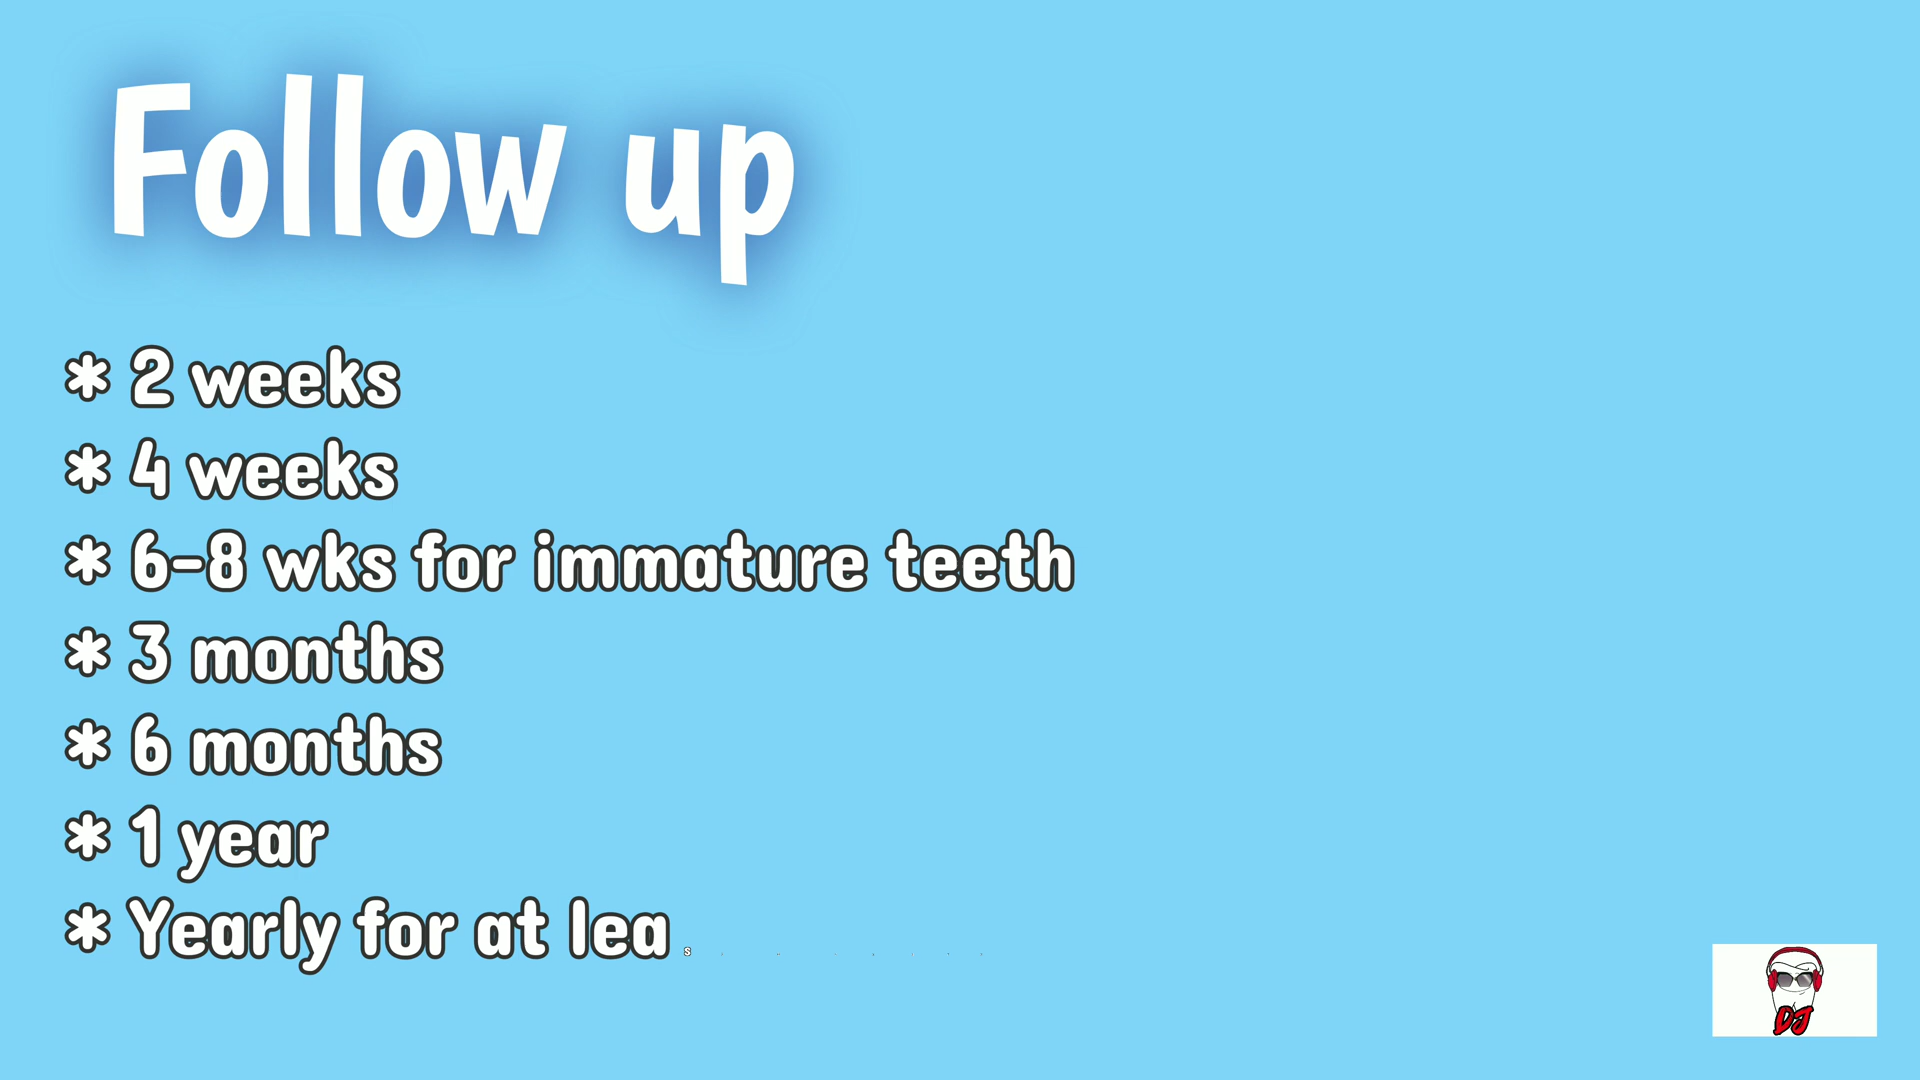 Follow up
* 2 weeks
* 4 weeks
* 6-8 wks for immature teeth
* 3 months
* 6 months
* 1 year
* Yearly for at leas
DJ